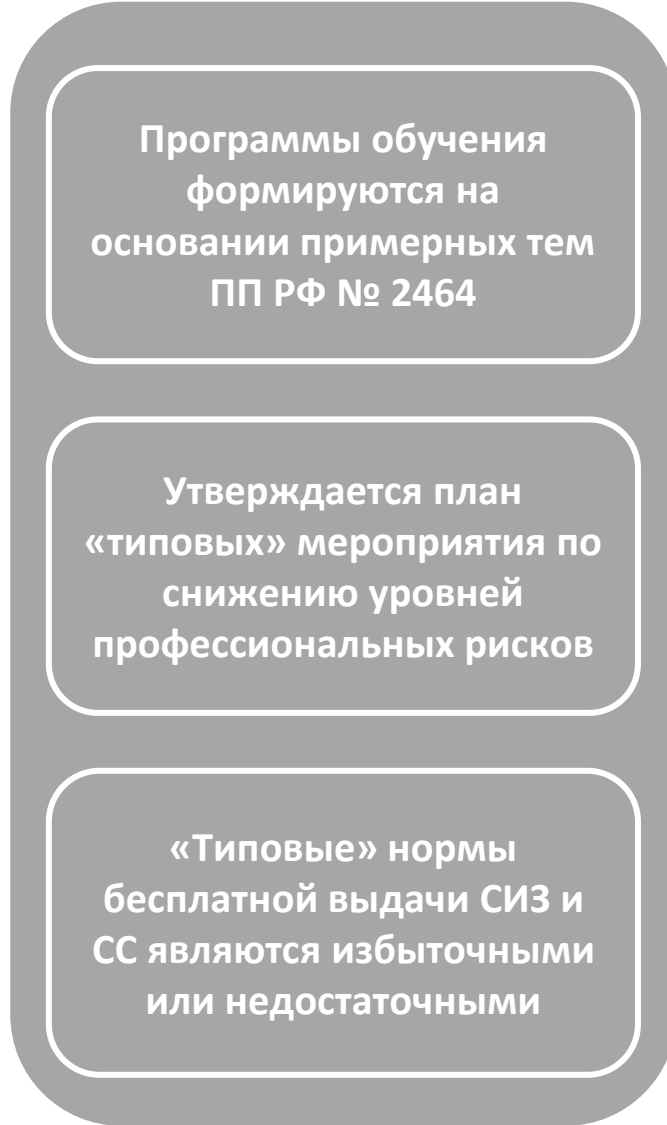 Программы обучения
формируются на
основании примерных тем
ПП РФ № 2464
Утверждается план
«типовых» мероприятия по
снижению уровней
профессиональных рисков
«Типовые» нормы
бесплатной выдачи СИЗ и
СС являются избыточными
или недостаточными